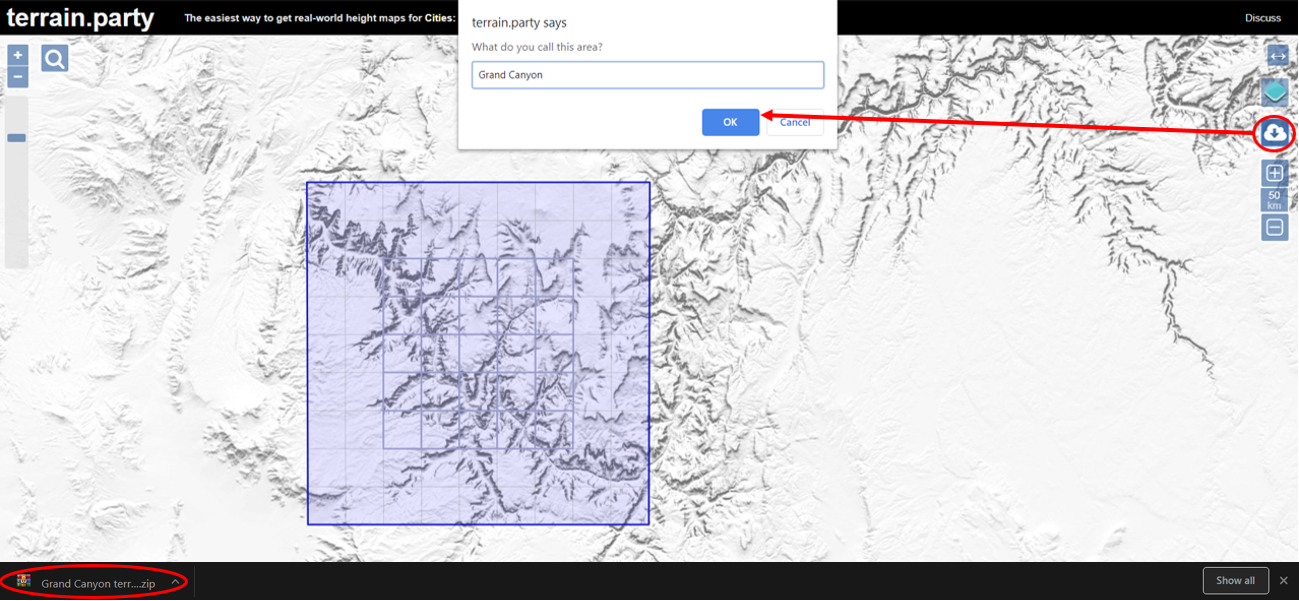 terrain.party
The easiest way to get real-world height maps for Cities:
Discuss
terrain.party says
What do you call this area?
Grand Canyon
OK
Cancel
+
−
50
km
Grand Canyon terr....zip
Show all